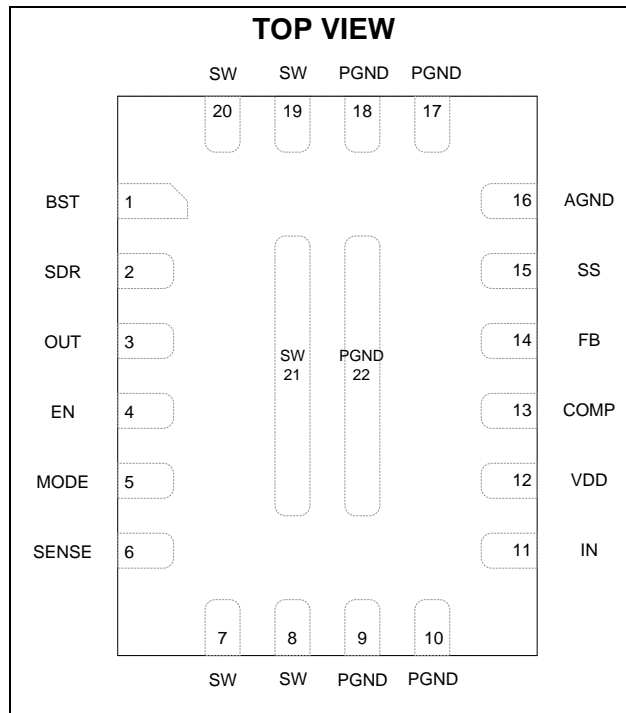 TOP VIEW
SW SW PGND PGND
20 19 18 17
BST 1 16 AGND
SDR 2 15 SS
OUT 3 14 FB
SW PGND
21 22
EN 4 13 COMP
MODE 5 12 VDD
SENSE 6 11 IN
7 8 9 10
SW SW PGND PGND